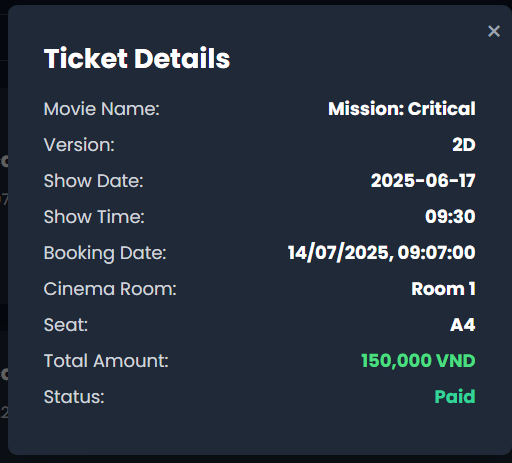 ×
Ticket Details
Movie Name: Mission: Critical
Version: 2D
Show Date: 2025-06-17
Show Time: 09:30
Booking Date: 14/07/2025, 09:07:00
Cinema Room: Room 1
Seat: A4
Total Amount: 150,000 VND
Status: Paid